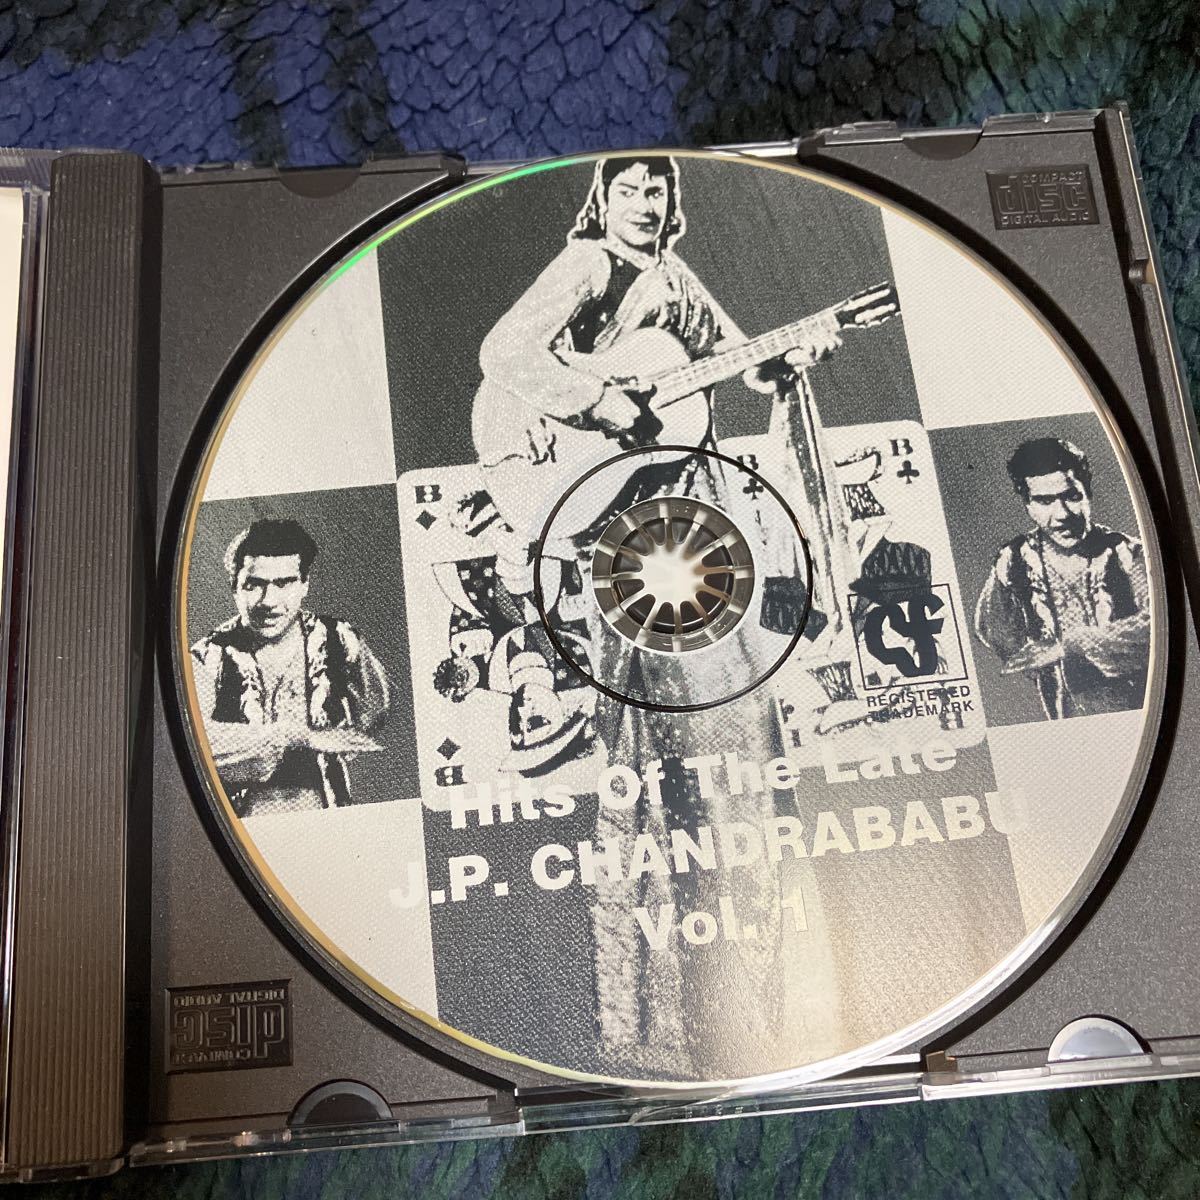 COMPACT
disc
DIGITAL AUDIO
B
B
B
B
REGISTERED
TRADEMARK
Hits Of The Late
J.P. CHANDRABABU
Vol. 1
COMPACT
disc
DIGITAL AUDIO